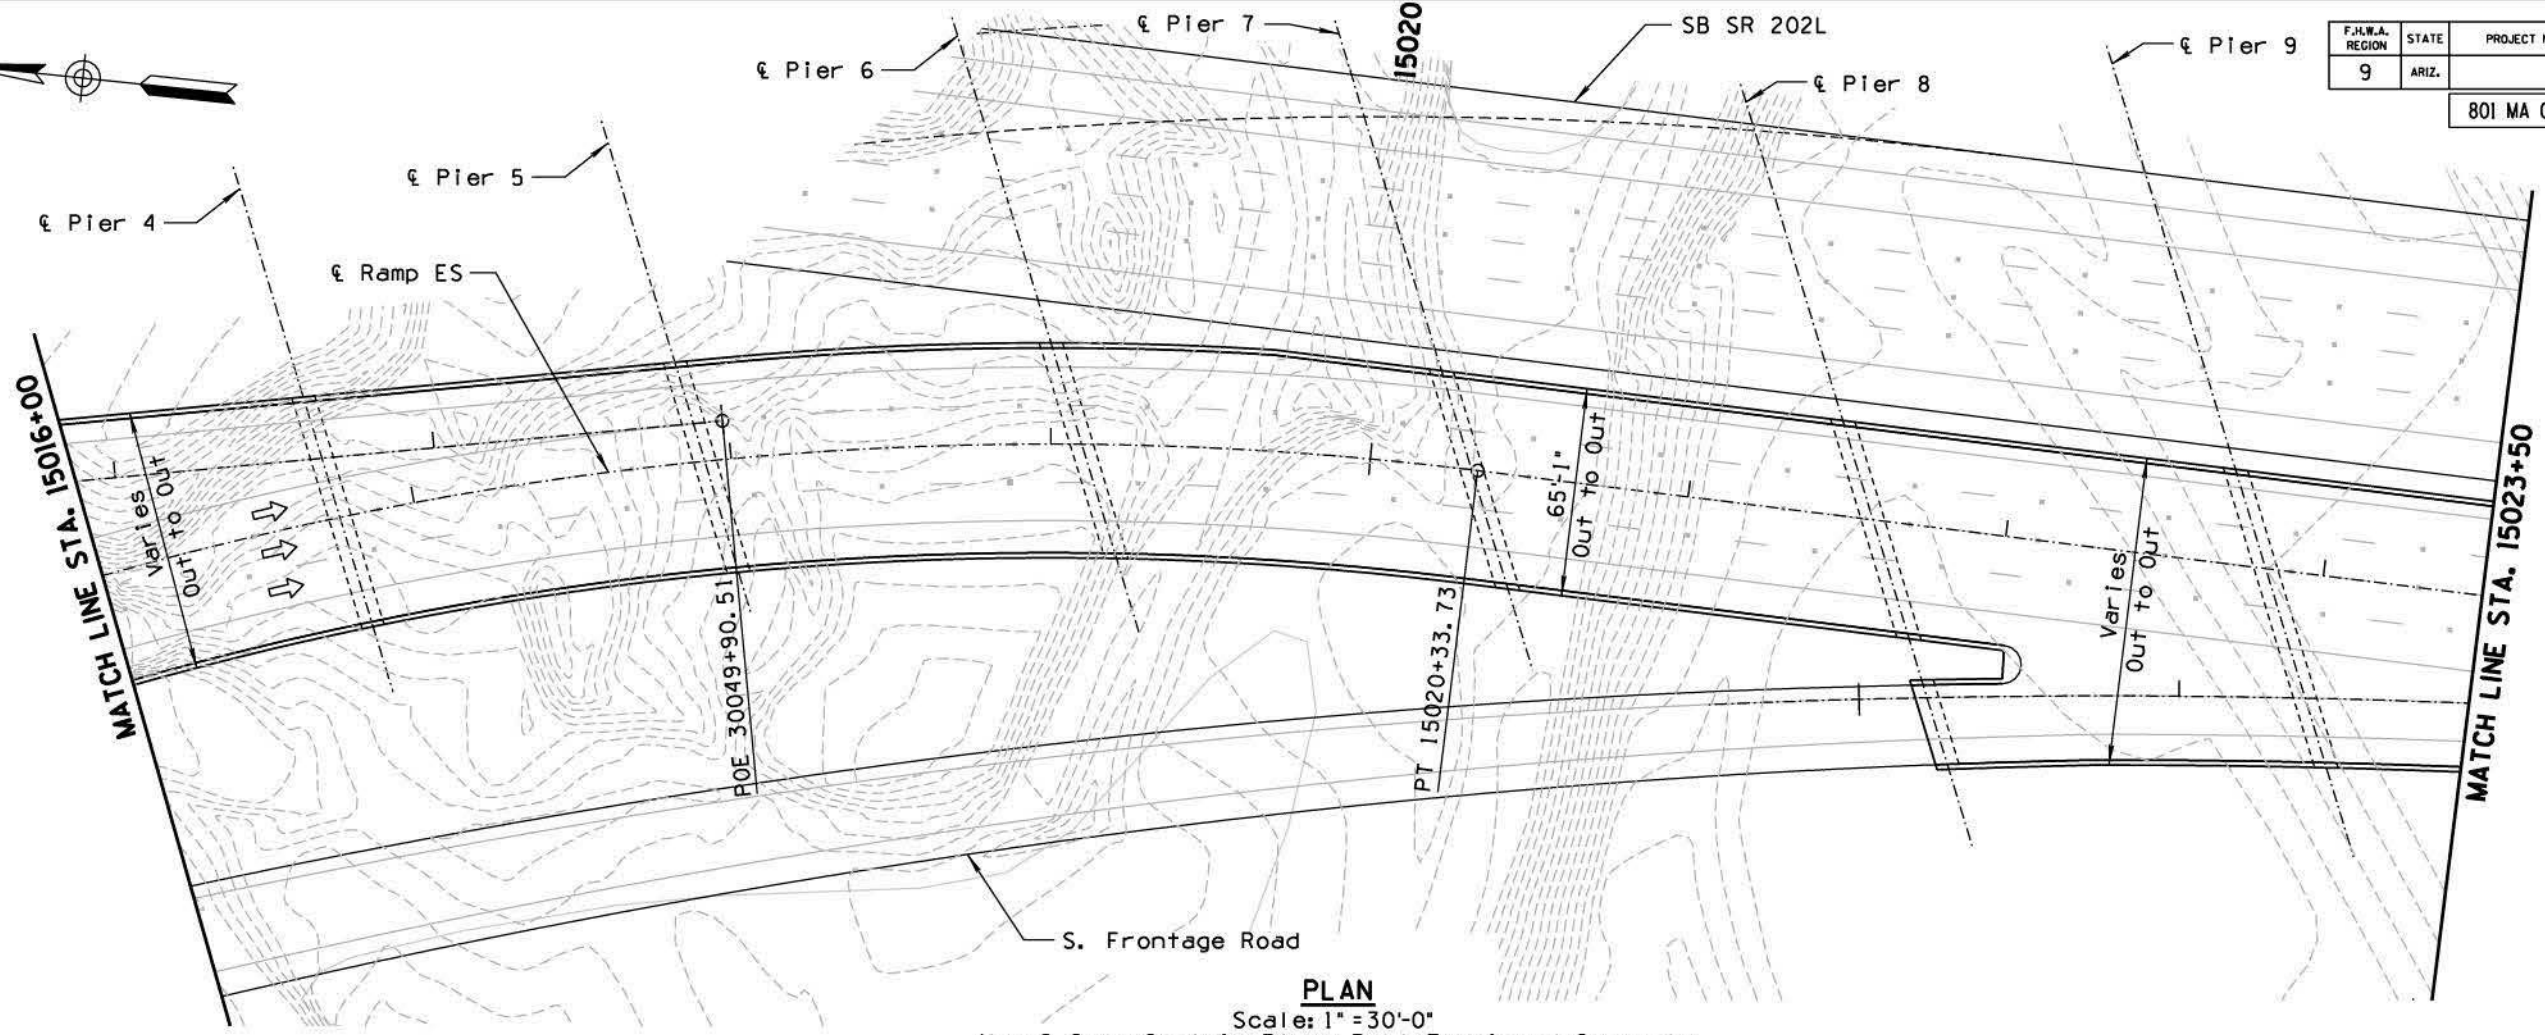 ℄ Pier 4
℄ Pier 5
℄ Pier 6
℄ Pier 7
15020
SB SR 202L
℄ Pier 8
℄ Pier 9
F.H.W.A. REGION
STATE
PROJECT
9
ARIZ.
801 MA
℄ Ramp ES
MATCH LINE STA. 15016+00
Varies
Out to Out
POE 30049+90.51
PT 15020+33.73
65'-1"
Out to Out
Varies
Out to Out
MATCH LINE STA. 15023+50
S. Frontage Road
PLAN
Scale: 1" =30'-0"